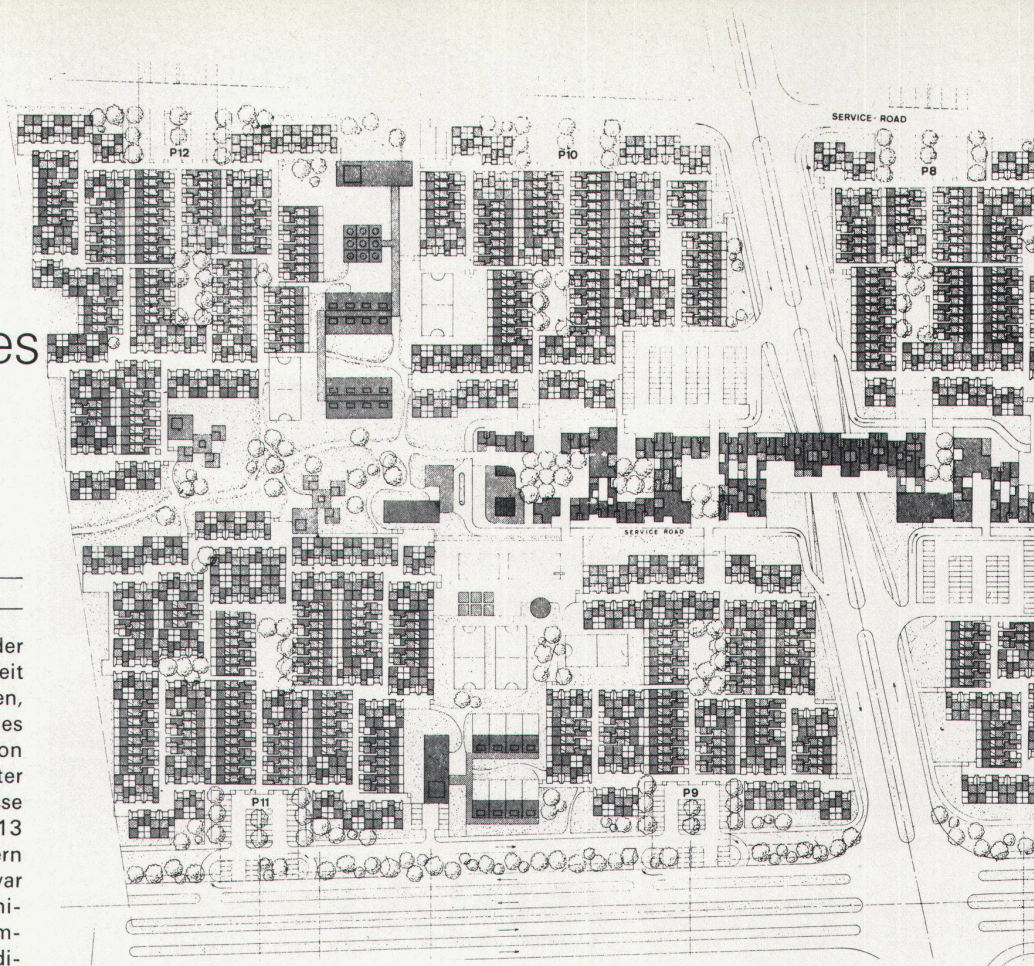 es
der
eit
en,
es
on
ter
sse
13
ern
var
ni-
m-
di-
SERVICE-ROAD
P12
P10
P8
SERVICE ROAD
P11
P9